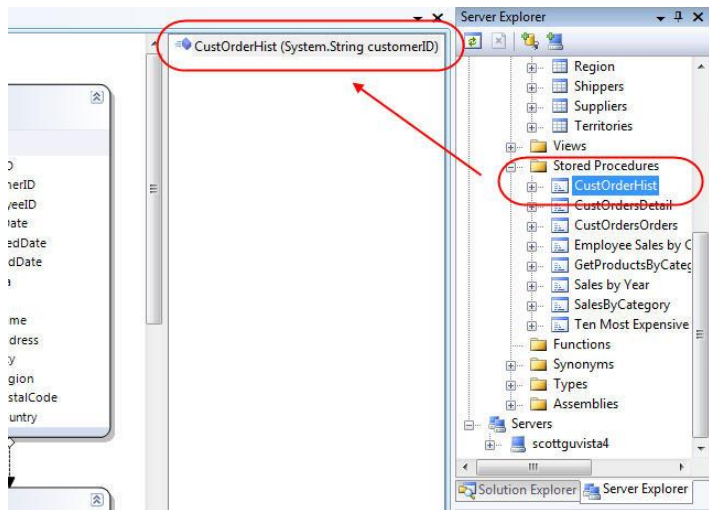 CustOrderHist (System.String customerID)
nerID
yeeID
Date
edDate
dDate
me
dress
gion
stalCode
untry
Server Explorer
Region
Shippers
Suppliers
Territories
Views
Stored Procedures
CustOrderHist
CustOrdersDetail
CustOrdersOrders
Employee Sales by C
GetProductsByCateg
Sales by Year
SalesByCategory
Ten Most Expensive
Functions
Synonyms
Types
Assemblies
Servers
scottguvista4
Solution Explorer
Server Explorer